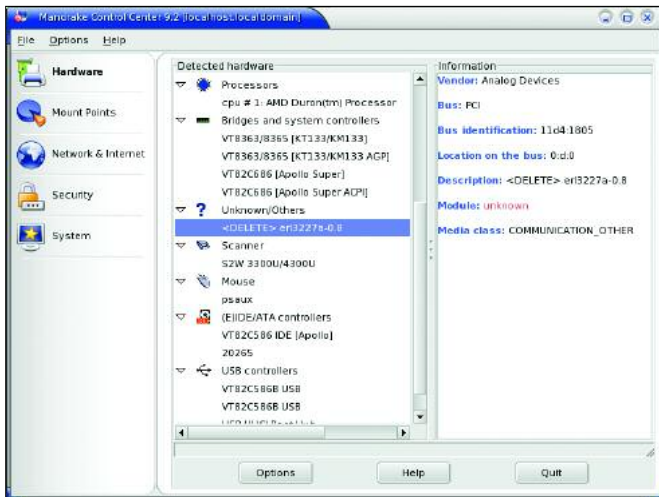 Mandrake Control Center 9.2 [localhost.localdomain]
File Options Help
Hardware
Mount Points
Network & Internet
Security
System
Detected hardware
Processors
cpu # 1: AMD Duron(tm) Processor
Bridges and system controllers
VT8363/8365 [KT133/KM133]
VT8363/8365 [KT133/KM133 AGP]
VT82C686 [Apollo Super]
VT82C686 [Apollo Super ACPI]
Unknown/Others
<DELETE> erl3227a-0.8
Scanner
S2W 3300U/4300U
Mouse
psaux
(E)IDE/ATA controllers
VT82C586 IDE [Apollo]
20265
USB controllers
VT82C586B USB
VT82C586B USB
Information
Vendor: Analog Devices
Bus: PCI
Bus identification: 11d4:1805
Location on the bus: 0:d:0
Description: <DELETE> erl3227a-0.8
Module: unknown
Media class: COMMUNICATION_OTHER
Options
Help
Quit